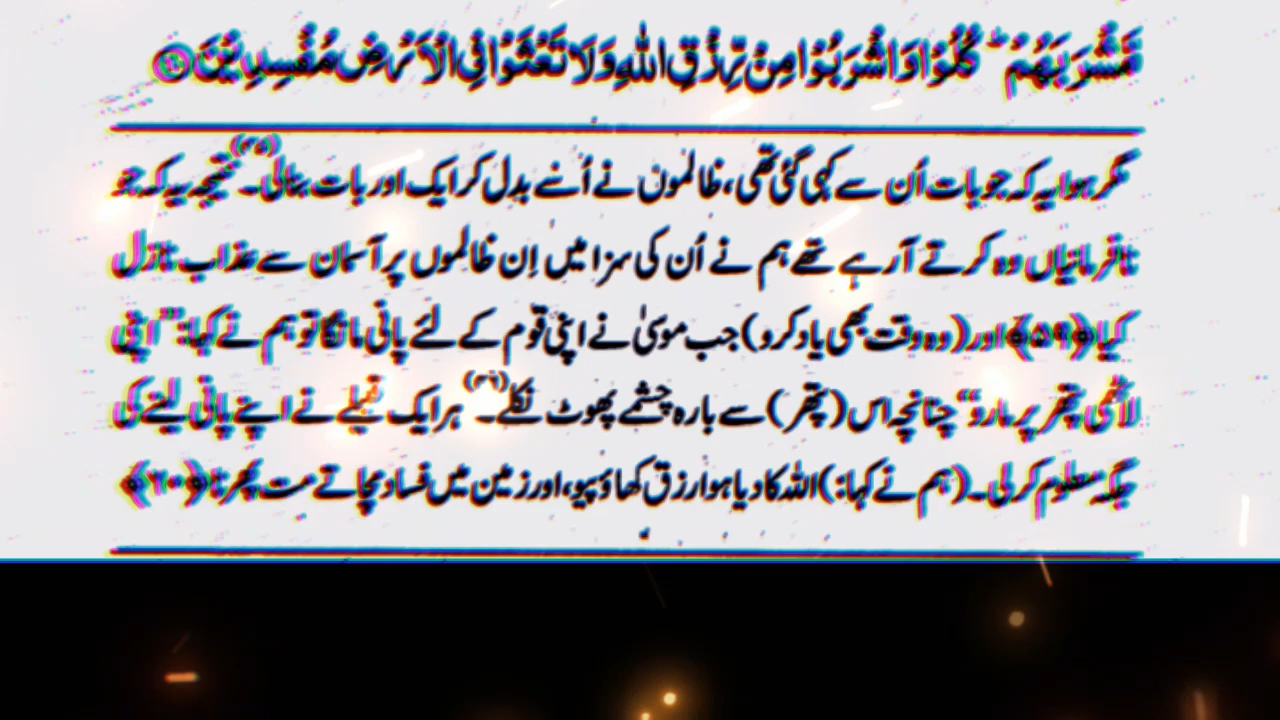 مَّشْرَبَهُمْ ؕ كُلُوْا وَ اشْرَبُوْا مِنْ رِّزْقِ اللّٰهِ وَ لَا تَعْثَوْا فِي الْاَرْضِ مُفْسِدِيْنَ ۝
مگر ہوا یہ کہ جو بات اُن سے کہی گئی تھی، ظالموں نے اُسے بدل کر ایک اور بات بنالی۔(۴۵) نتیجہ یہ کہ جو
نافرمانیاں وہ کرتے آرہے تھے ہم نے اُن کی سزا میں اِن ظالموں پر آسمان سے عذاب نازل
کیا ﴿۵۹﴾ اور (وہ وقت بھی یاد کرو) جب موسیٰ نے اپنی قوم کے لئے پانی مانگا تو ہم نے کہا: ”اپنی
لاٹھی پتھر پر مارو“ چنانچہ اس (پتھر) سے بارہ چشمے پھوٹ نکلے۔(۴۶) ہر ایک قبیلے نے اپنے پانی لینے کی
جگہ معلوم کر لی۔ (ہم نے کہا:) اللہ کا دیا ہوا رزق کھاؤ پیو، اور زمین میں فساد مچاتے مت پھرنا ﴿۶۰﴾